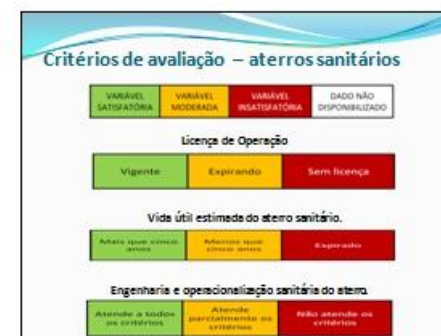 Critérios de avaliação – aterros sanitários
VARIÁVEL SATISFATÓRIA VARIÁVEL MODERADA VARIÁVEL INSATISFATÓRIA DADO NÃO DISPONIBILIZADO
Licença de Operação
Vigente Expirando Sem licença
Vida útil estimada do aterro sanitário.
Mais que cinco anos Menos que cinco anos Expirado
Engenharia e operacionalização sanitária do aterro.
Atende a todos os critérios Atende parcialmente os critérios Não atende os critérios